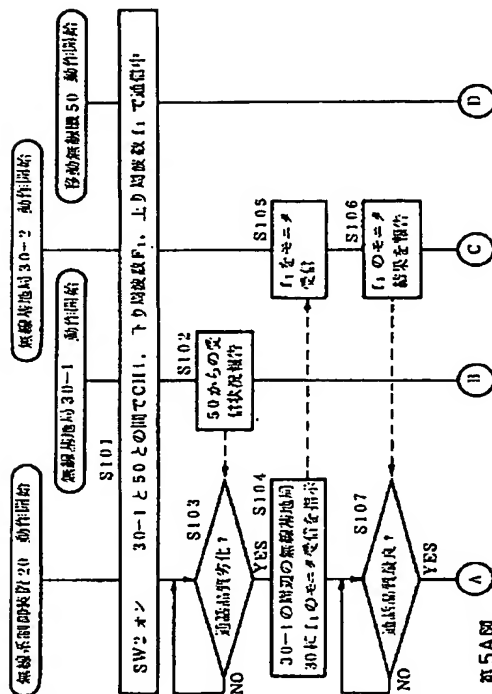 無線系制御装置20 動作開始
無線基地局30-1 動作開始
無線基地局30-2 動作開始
移動無線機50 動作開始
S101
SW2オン 30-1と50との間でCH1、下り周波数F1、上り周波数f1で通信中
S102
50からの受
信状況報告
S103
通話品質劣化?
NO
YES
S104
30-1の周辺の無線基地局
30にf1のモニタ受信を指示
S105
f1をモニタ
受信
S106
f1のモニタ
結果を報告
S107
通話品質改良?
NO
YES
A
B
C
D
第5A図